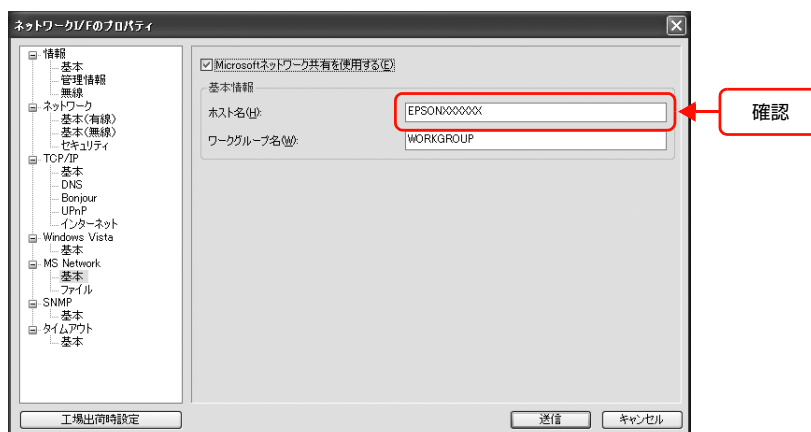 ネットワークI/Fのプロパティ
情報
基本
管理情報
無線
ネットワーク
基本(有線)
基本(無線)
セキュリティ
TCP/IP
基本
DNS
Bonjour
UPnP
インターネット
Windows Vista
基本
MS Network
基本
ファイル
SNMP
基本
タイムアウト
基本
Microsoftネットワーク共有を使用する(E)
基本情報
ホスト名(H):
EPSONXXXXXX
ワークグループ名(W):
WORKGROUP
確認
工場出荷時設定
送信
キャンセル